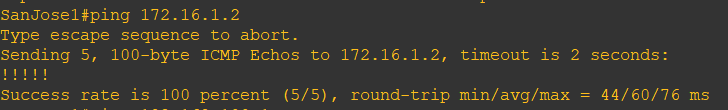 SanJose1#ping 172.16.1.2
Type escape sequence to abort.
Sending 5, 100-byte ICMP Echos to 172.16.1.2, timeout is 2 seconds:
!!!!!
Success rate is 100 percent (5/5), round-trip min/avg/max = 44/60/76 ms